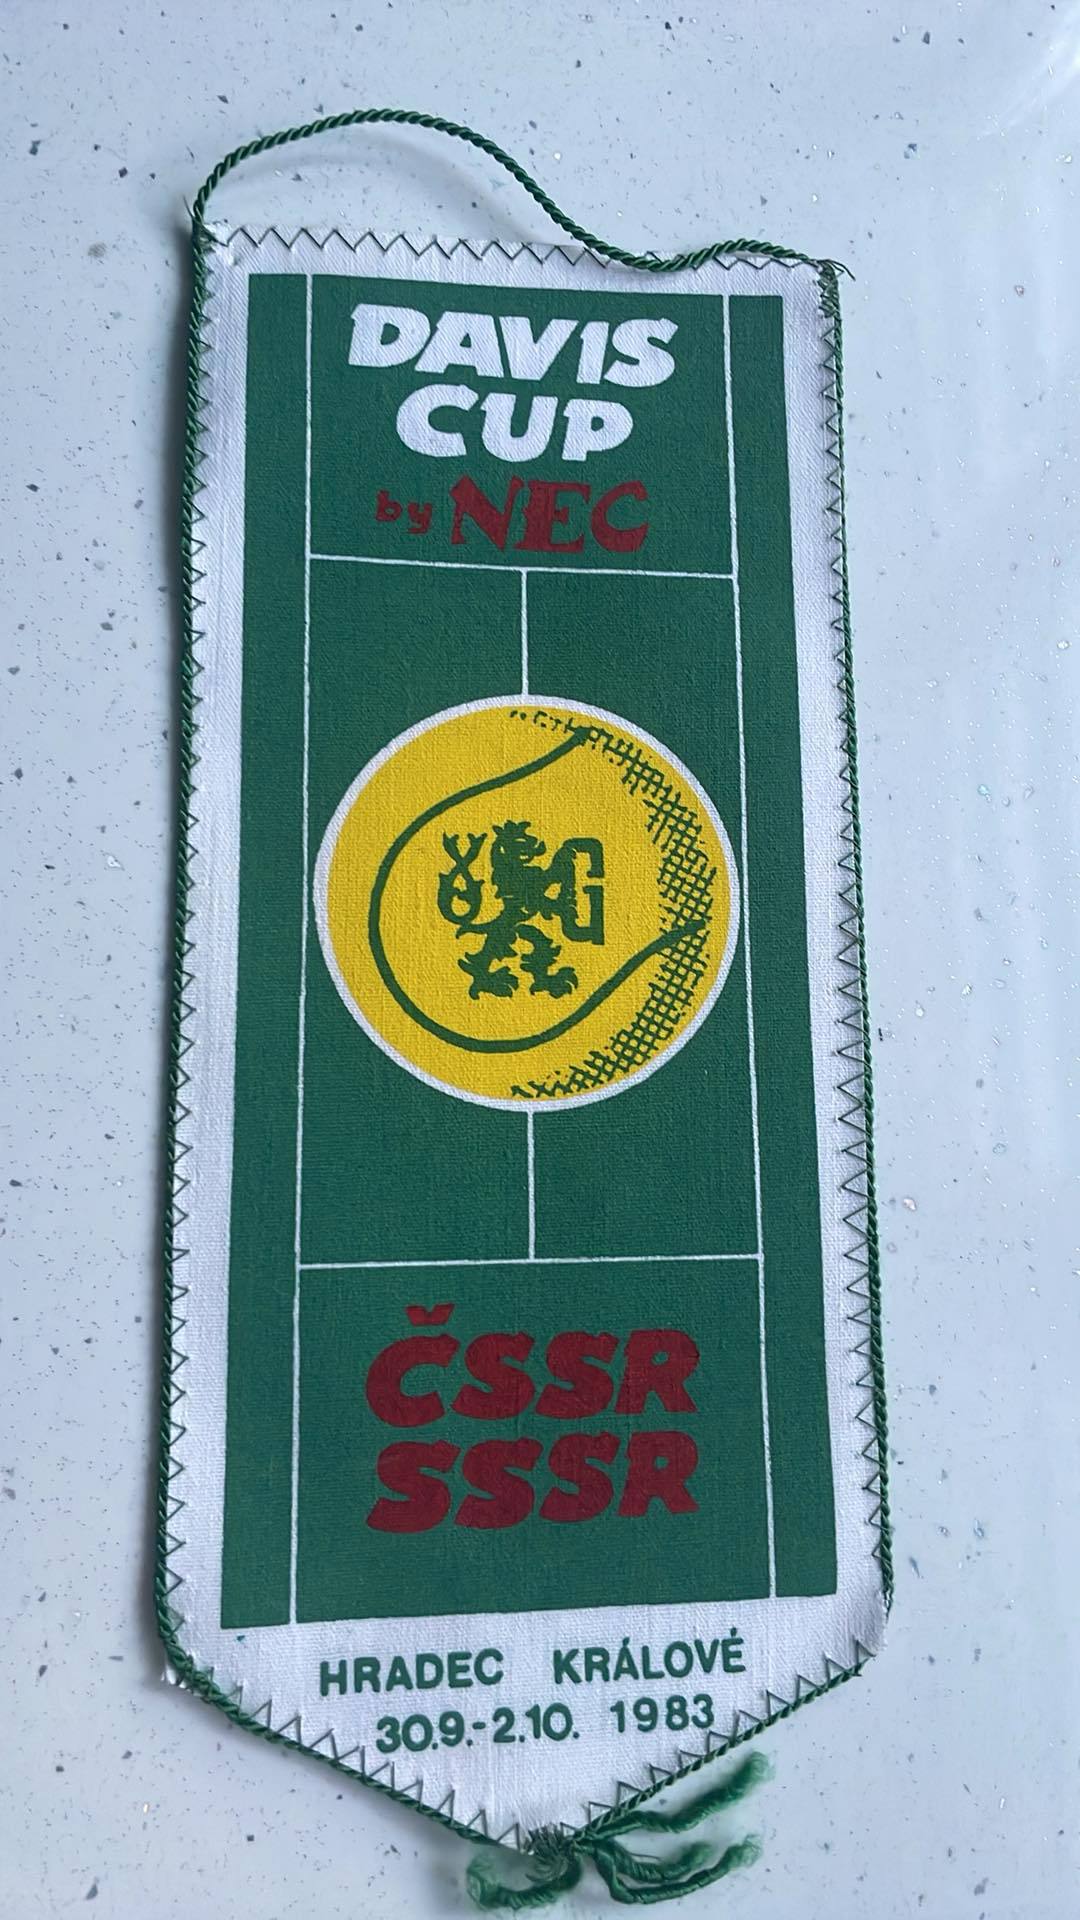 DAVIS
CUP
by NEC
G
ČSSR
SSSR
HRADEC KRÁLOVÉ
30.9.-2.10. 1983